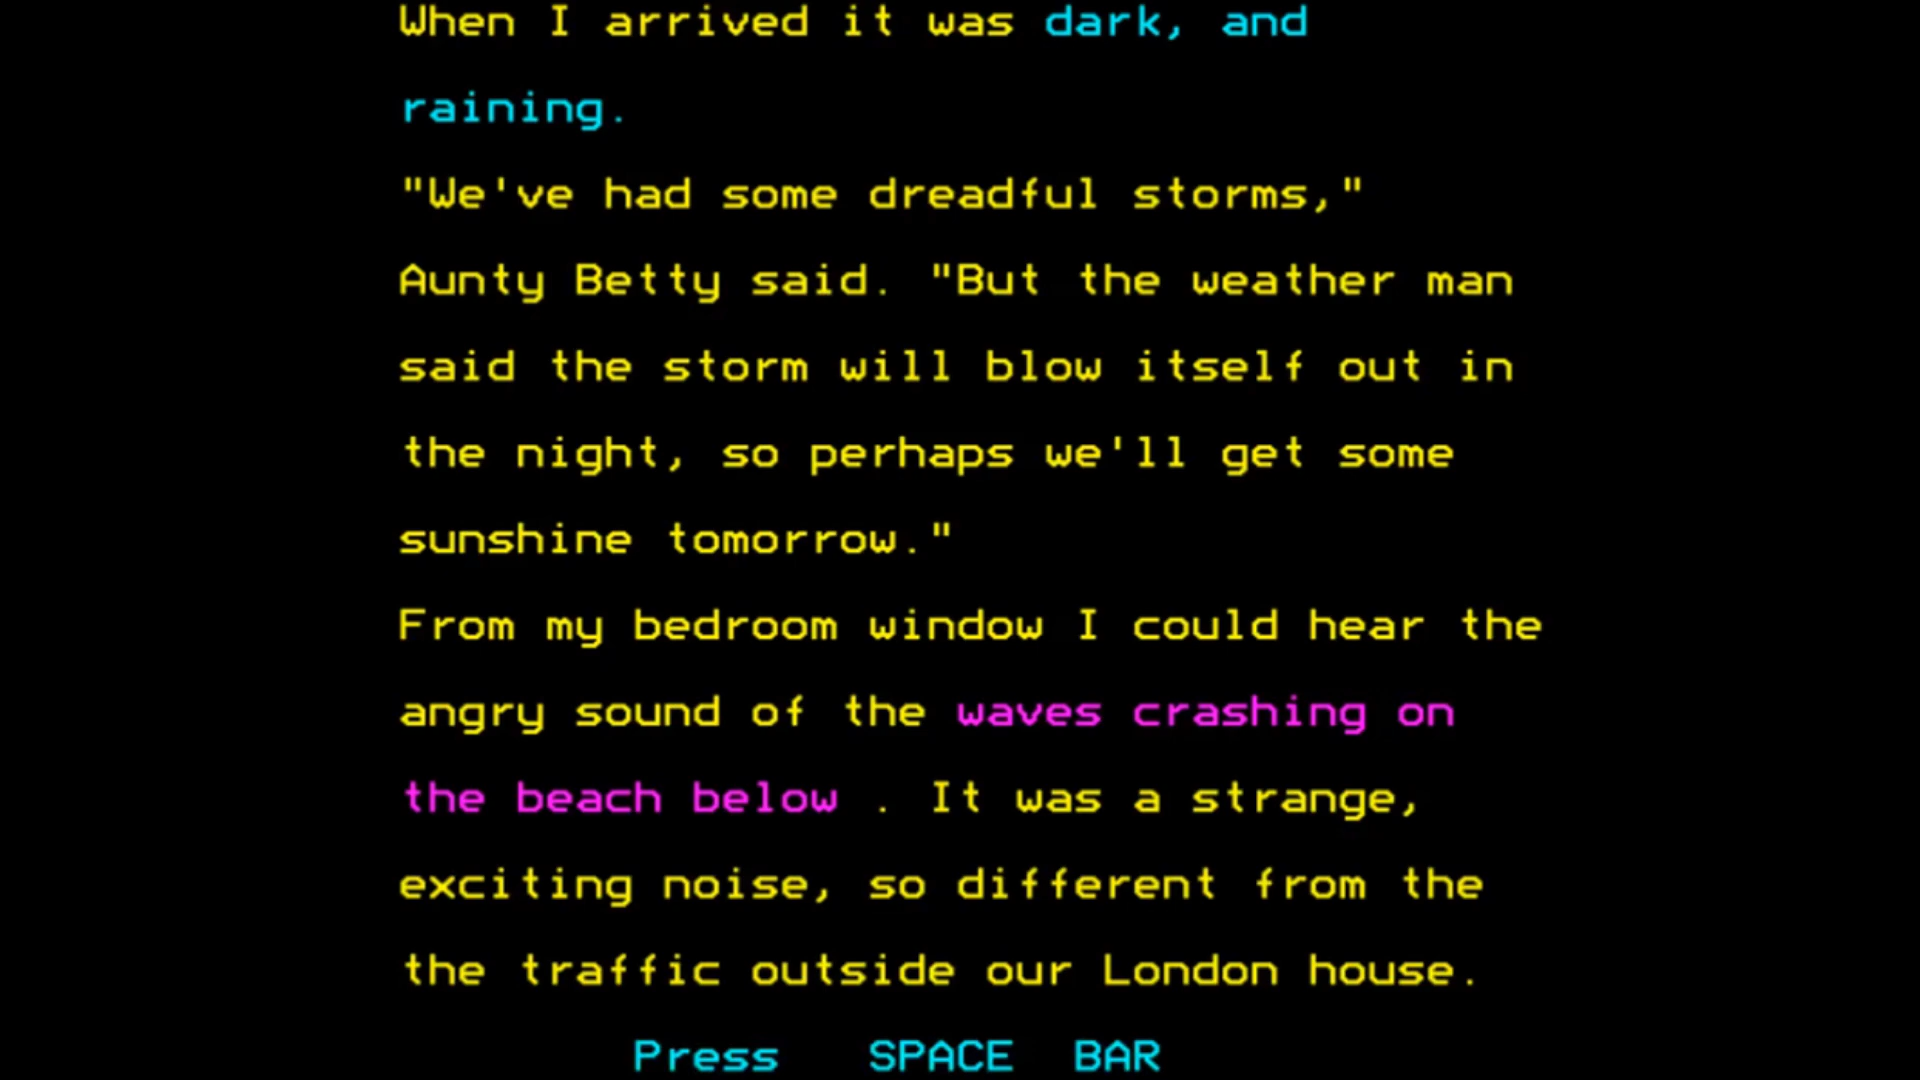 When I arrived it was dark, and
raining.
"We've had some dreadful storms,"
Aunty Betty said. "But the weather man
said the storm will blow itself out in
the night, so perhaps we'll get some
sunshine tomorrow."
From my bedroom window I could hear the
angry sound of the waves crashing on
the beach below . It was a strange,
exciting noise, so different from the
the traffic outside our London house.
Press SPACE BAR